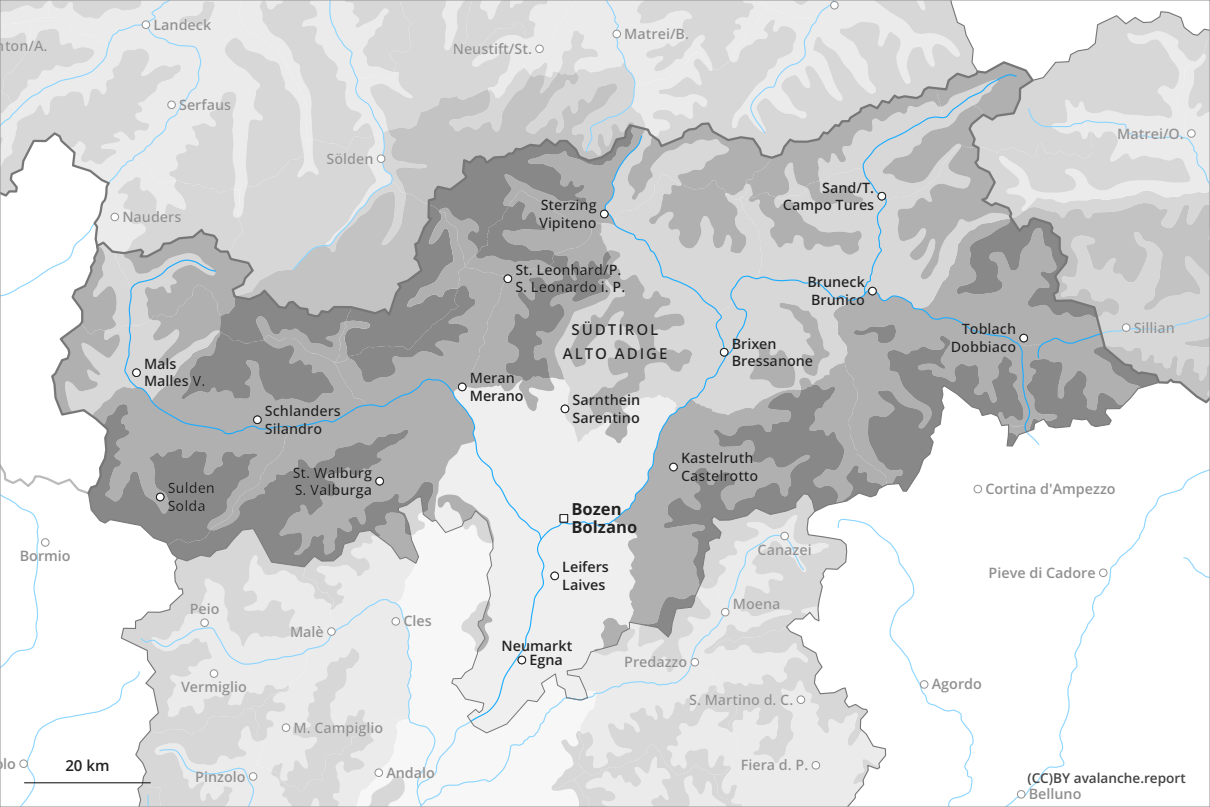 Landeck
Matrei/B.
nton/A.
Neustift/St.
Serfaus
Matrei/O.
Sölden
Sand/T.
Campo Tures
Nauders
Sterzing
Vipiteno
St. Leonhard/P.
S. Leonardo i. P.
Bruneck
Brunico
SÜDTIROL
ALTO ADIGE
Toblach
Dobbiaco
Sillian
Brixen
Bressanone
Mals
Malles V.
Meran
Merano
Sarnthein
Sarentino
Schlanders
Silandro
Kastelruth
Castelrotto
St. Walburg
S. Valburga
Sulden
Solda
Cortina d'Ampezzo
Bozen
Bolzano
Bormio
Canazei
Leifers
Laives
Pieve di Cadore
Peio
Moena
Cles
Malè
Neumarkt
Egna
Predazzo
Vermiglio
Agordo
S. Martino d. C.
M. Campiglio
20 km
olo
Pinzolo
Andalo
Fiera d. P.
(CC)BY avalanche.report
Belluno